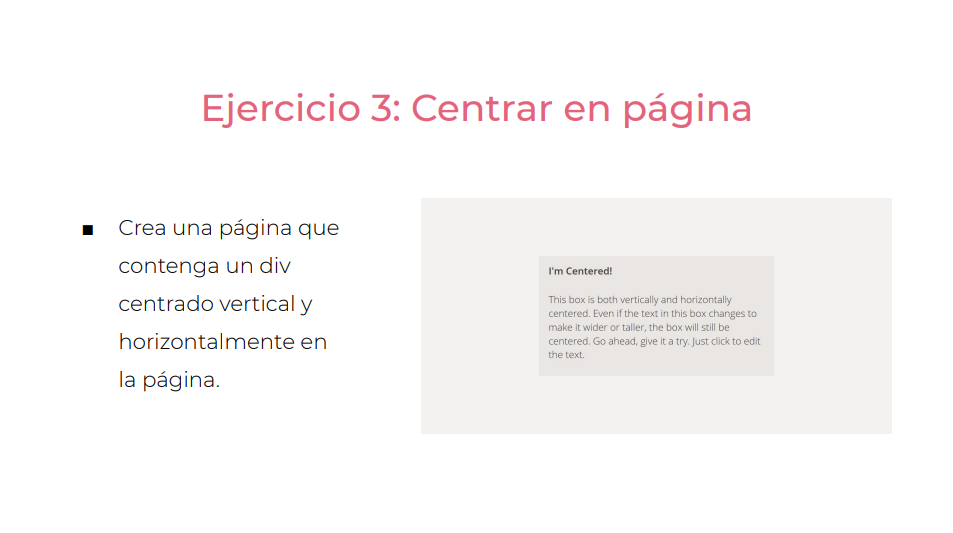 Ejercicio 3: Centrar en página
■ Crea una página que
contenga un div
centrado vertical y
horizontalmente en
la página.
I'm Centered!
This box is both vertically and horizontally
centered. Even if the text in this box changes to
make it wider or taller, the box will still be
centered. Go ahead, give it a try. Just click to edit
the text.